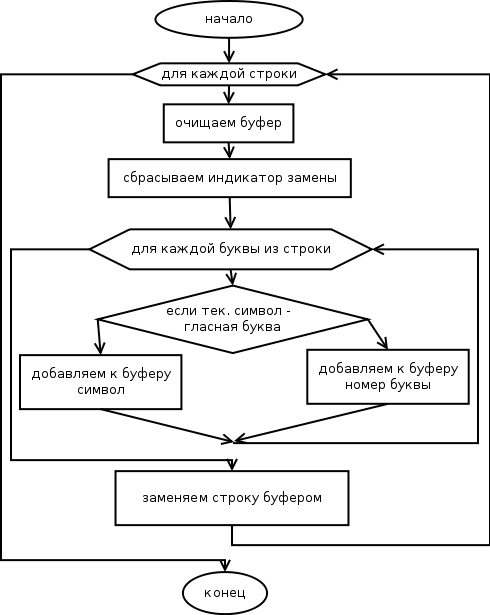 начало
для каждой строки
очищаем буфер
сбрасываем индикатор замены
для каждой буквы из строки
если тек. символ -
гласная буква
добавляем к буферу
символ
добавляем к буферу
номер буквы
заменяем строку буфером
конец